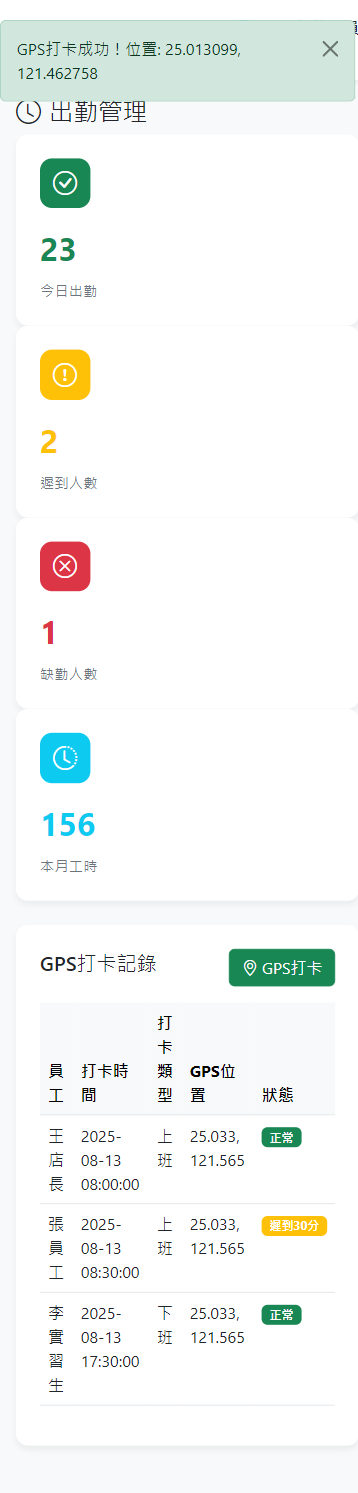 GPS打卡成功！位置: 25.013099,
121.462758
出勤管理
23
今日出勤
2
遲到人數
1
缺勤人數
156
本月工時
GPS打卡記錄
GPS打卡
員工 打卡時間 打卡類型 GPS位置 狀態
王店長 2025-08-13 08:00:00 上班 25.033, 121.565 正常
張員工 2025-08-13 08:30:00 上班 25.033, 121.565 遲到30分
李實習生 2025-08-13 17:30:00 下班 25.033, 121.565 正常